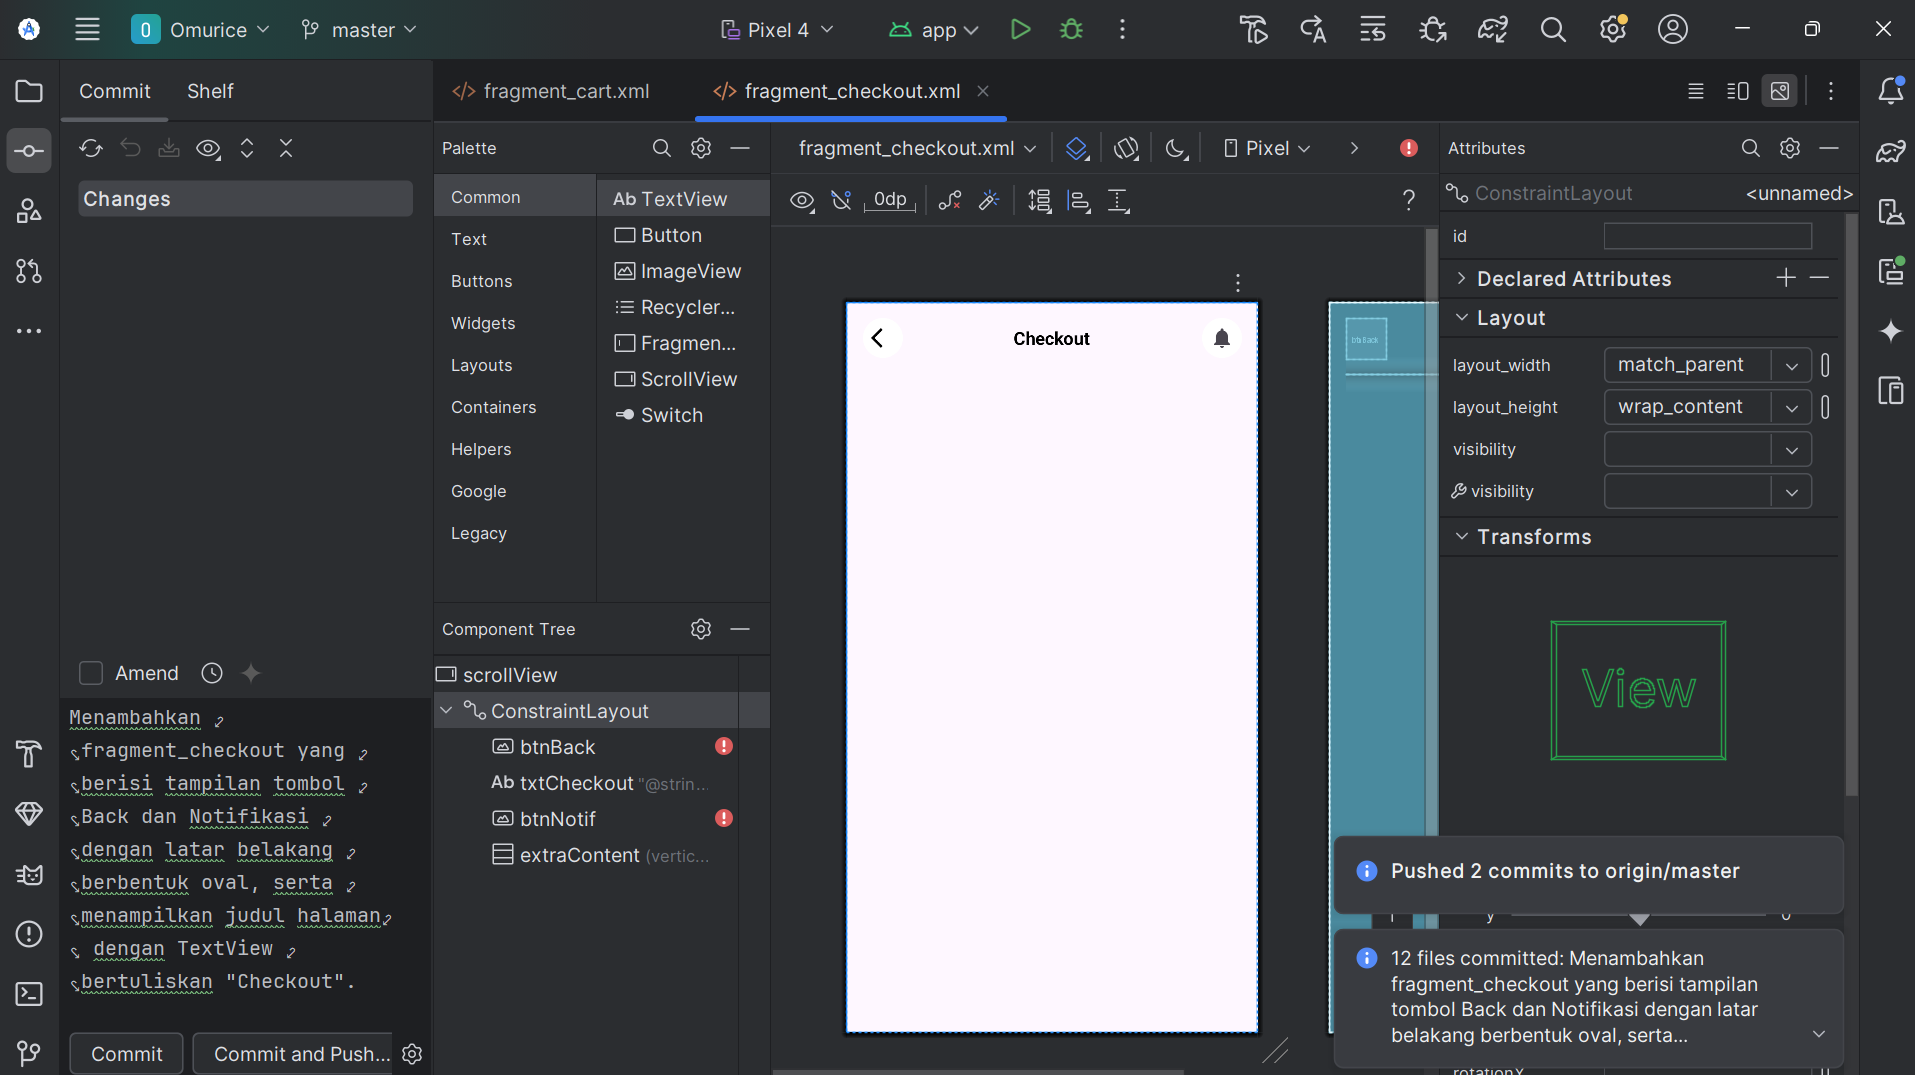 O Omurice
master
Pixel 4
app
Commit
Shelf
fragment_cart.xml
fragment_checkout.xml
Changes
Palette
Common
Text
Buttons
Widgets
Layouts
Containers
Helpers
Google
Legacy
Ab TextView
Button
ImageView
Recycler...
Fragmen...
ScrollView
Switch
fragment_checkout.xml
Pixel
0dp
?
Checkout
btnBack
Attributes
ConstraintLayout
<unnamed>
id
Declared Attributes
Layout
layout_width
match_parent
layout_height
wrap_content
visibility
visibility
Transforms
View
y
0
rotationX
Component Tree
scrollView
ConstraintLayout
btnBack
Ab txtCheckout "@strin...
btnNotif
extraContent (vertic...
Amend
Menambahkan
fragment_checkout yang
berisi tampilan tombol
Back dan Notifikasi
dengan latar belakang
berbentuk oval, serta
menampilkan judul halaman
dengan TextView
bertuliskan "Checkout".
Commit
Commit and Push...
Pushed 2 commits to origin/master
12 files committed: Menambahkan
fragment_checkout yang berisi tampilan
tombol Back dan Notifikasi dengan latar
belakang berbentuk oval, serta...